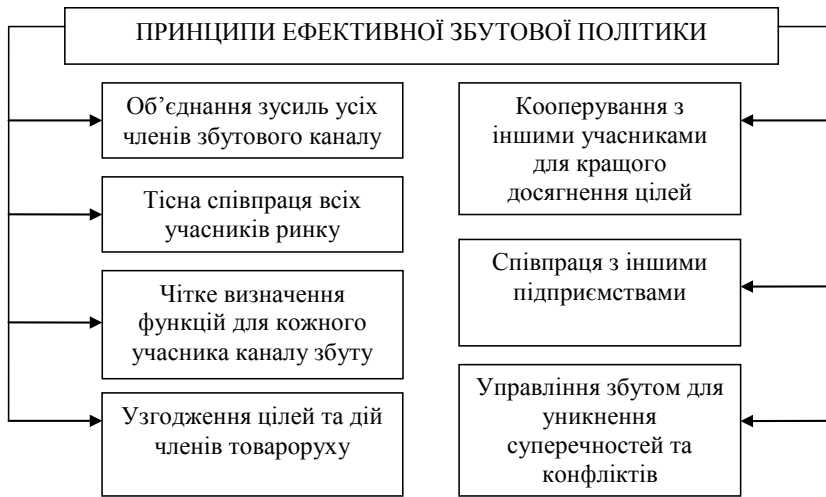 ПРИНЦИПИ ЕФЕКТИВНОЇ ЗБУТОВОЇ ПОЛІТИКИ
Об’єднання зусиль усіх
членів збутового каналу
Тісна співпраця всіх
учасників ринку
Чітке визначення
функцій для кожного
учасника каналу збуту
Узгодження цілей та дій
членів товароруху
Кооперування з
іншими учасниками
для кращого
досягнення цілей
Співпраця з іншими
підприємствами
Управління збутом для
уникнення
суперечностей та
конфліктів